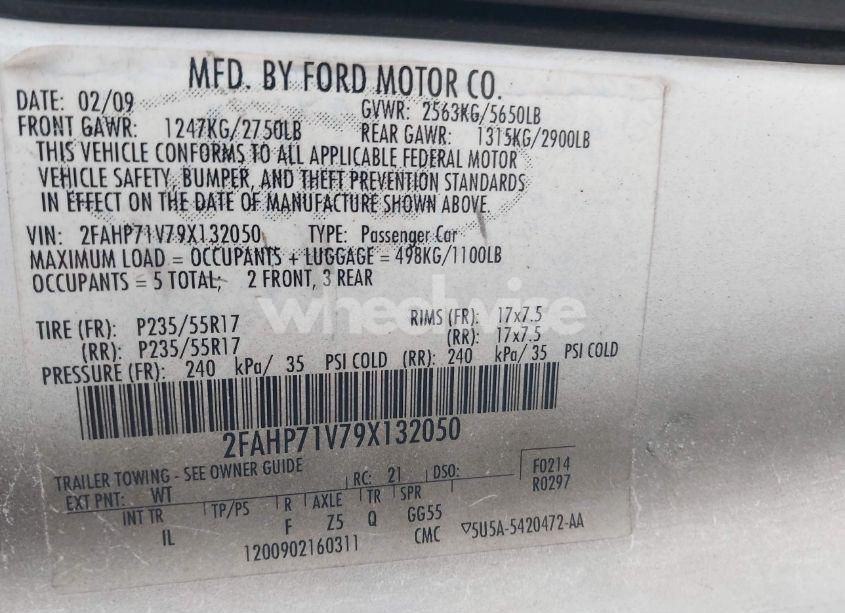 MFD. BY FORD MOTOR CO.
DATE: 02/09 GVWR: 2563KG/5650LB
FRONT GAWR: 1247KG/2750LB REAR GAWR: 1315KG/2900LB
THIS VEHICLE CONFORMS TO ALL APPLICABLE FEDERAL MOTOR
VEHICLE SAFETY, BUMPER, AND THEFT PREVENTION STANDARDS
IN EFFECT ON THE DATE OF MANUFACTURE SHOWN ABOVE.
VIN: 2FAHP71V79X132050 TYPE: Passenger Car
MAXIMUM LOAD = OCCUPANTS + LUGGAGE = 498KG/1100LB
OCCUPANTS = 5 TOTAL; 2 FRONT, 3 REAR
wheelwise
TIRE (FR): P235/55R17 RIMS (FR): 17x7.5
(RR): P235/55R17 (RR): 17x7.5
PRESSURE (FR): 240 kPa/ 35 PSI COLD (RR): 240 kPa/ 35 PSI COLD
2FAHP71V79X132050
TRAILER TOWING - SEE OWNER GUIDE
EXT PNT: WT RC: 21 DSO: F0214
R0297
INT TR TP/PS R AXLE TR SPR
IL F Z5 Q GG55
1200902160311 CMC ▽5U5A-5420472-AA